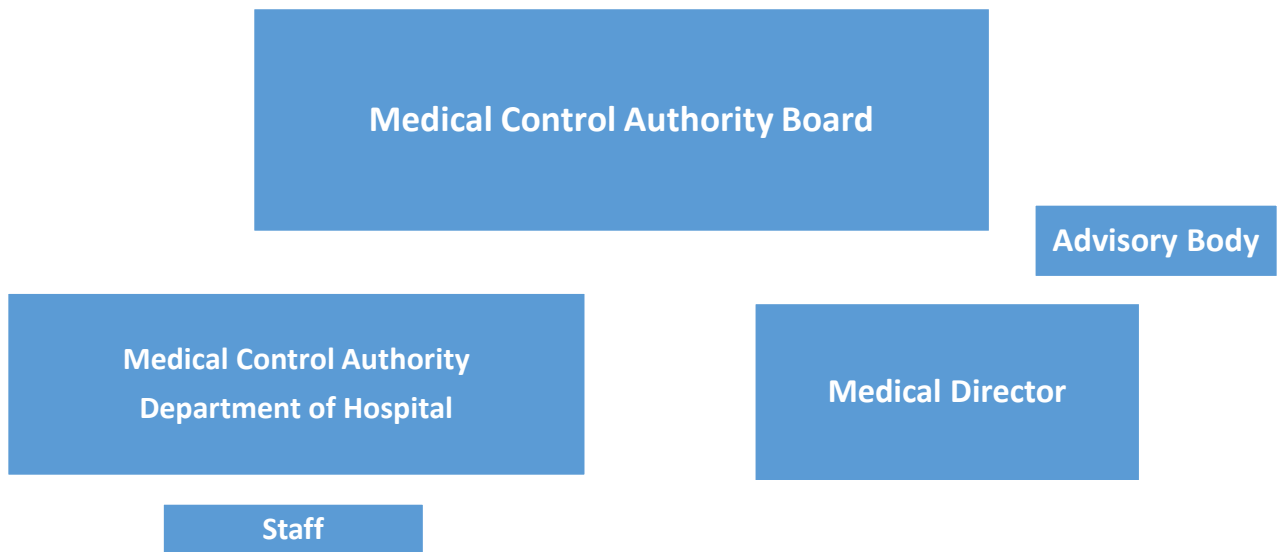 Medical Control Authority Board
Advisory Body
Medical Control Authority
Department of Hospital
Medical Director
Staff